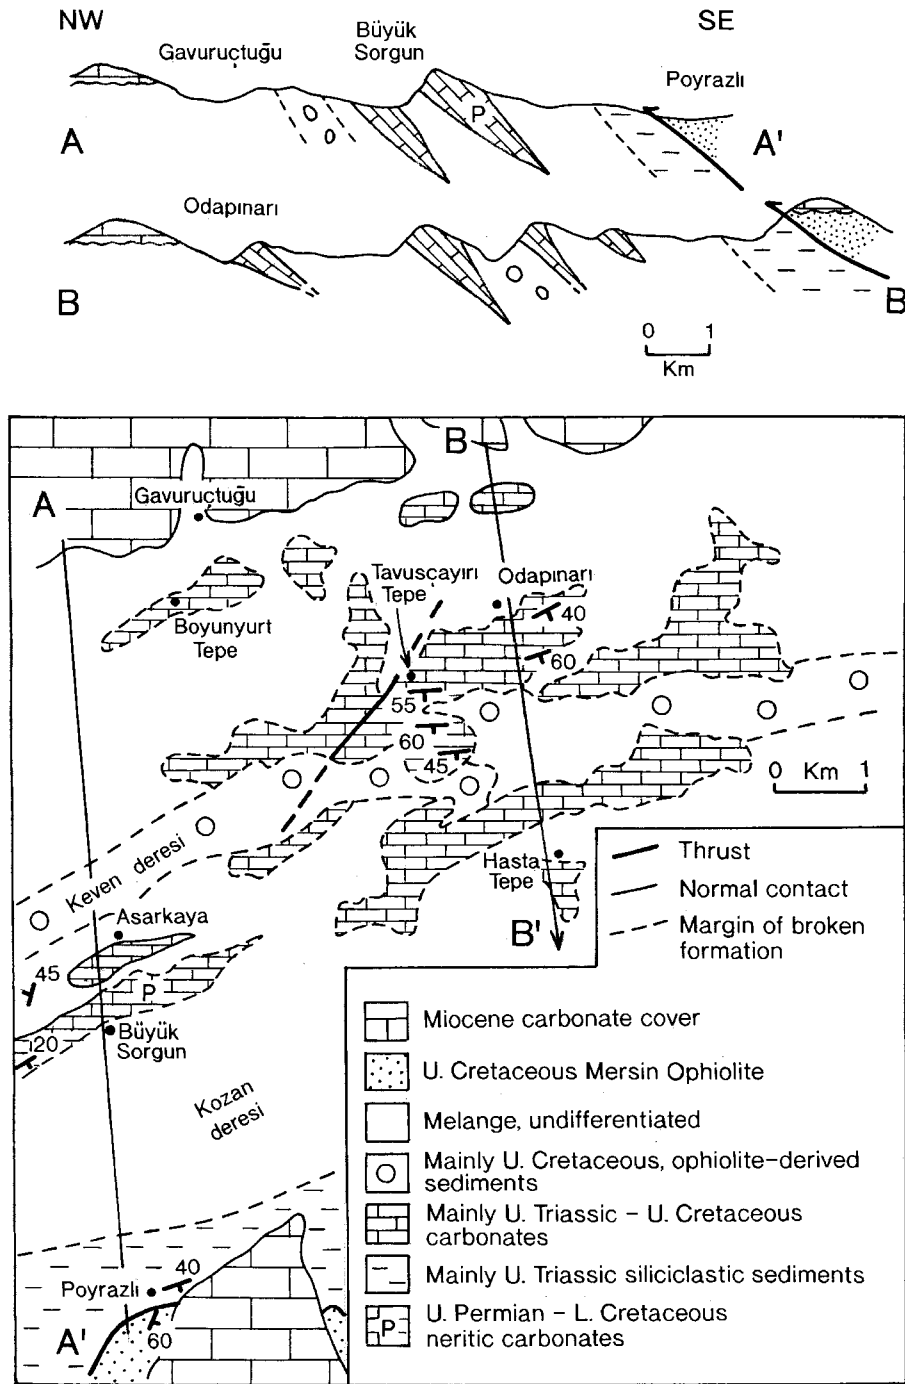 NW
SE
Gavuruçtuğu
Büyük
Sorgun
Poyrazlı
P
A
A'
Odapınarı
B
B
0 1
Km
B
A
Gavuruçtuğu
Tavusçayırı
Tepe
Odapınarı
Boyunyurt
Tepe
40
60
55
60
45
0 Km 1
Keven deresi
Hasta
Tepe
B'
Asarkaya
45
P
Büyük
Sorgun
20
Kozan
deresi
Poyrazlı
40
A'
60
Thrust
Normal contact
Margin of broken
formation
Miocene carbonate cover
U. Cretaceous Mersin Ophiolite
Melange, undifferentiated
Mainly U. Cretaceous, ophiolite-derived
sediments
Mainly U. Triassic – U. Cretaceous
carbonates
Mainly U. Triassic siliciclastic sediments
P
U. Permian – L. Cretaceous
neritic carbonates